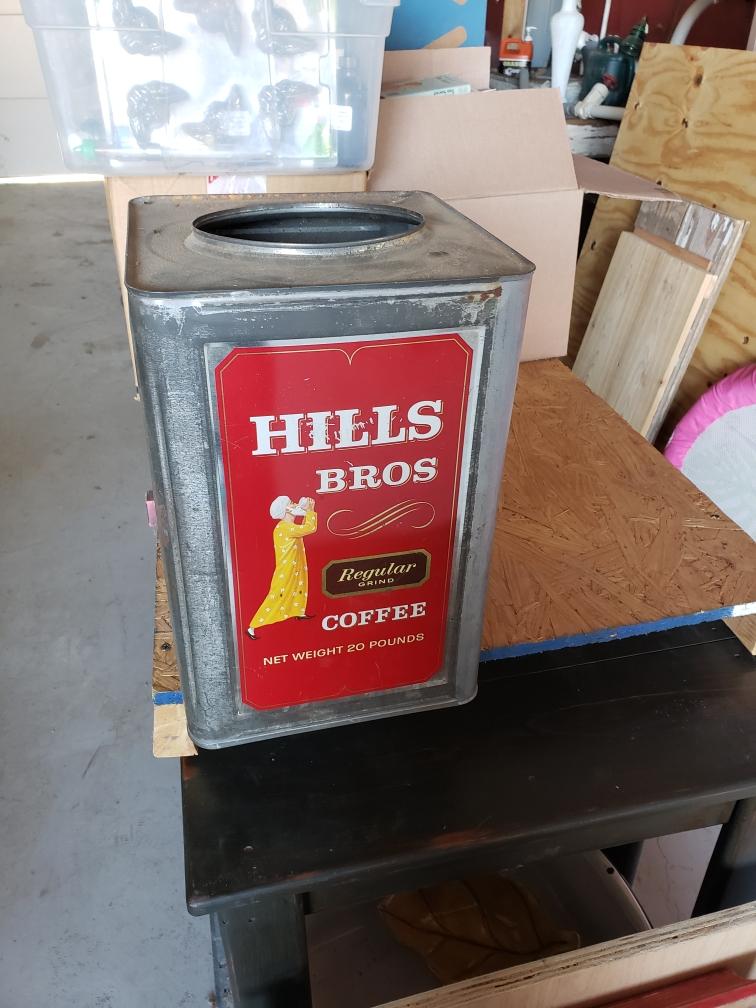 HILLS
BROS
Regular
GRIND
COFFEE
NET WEIGHT 20 POUNDS